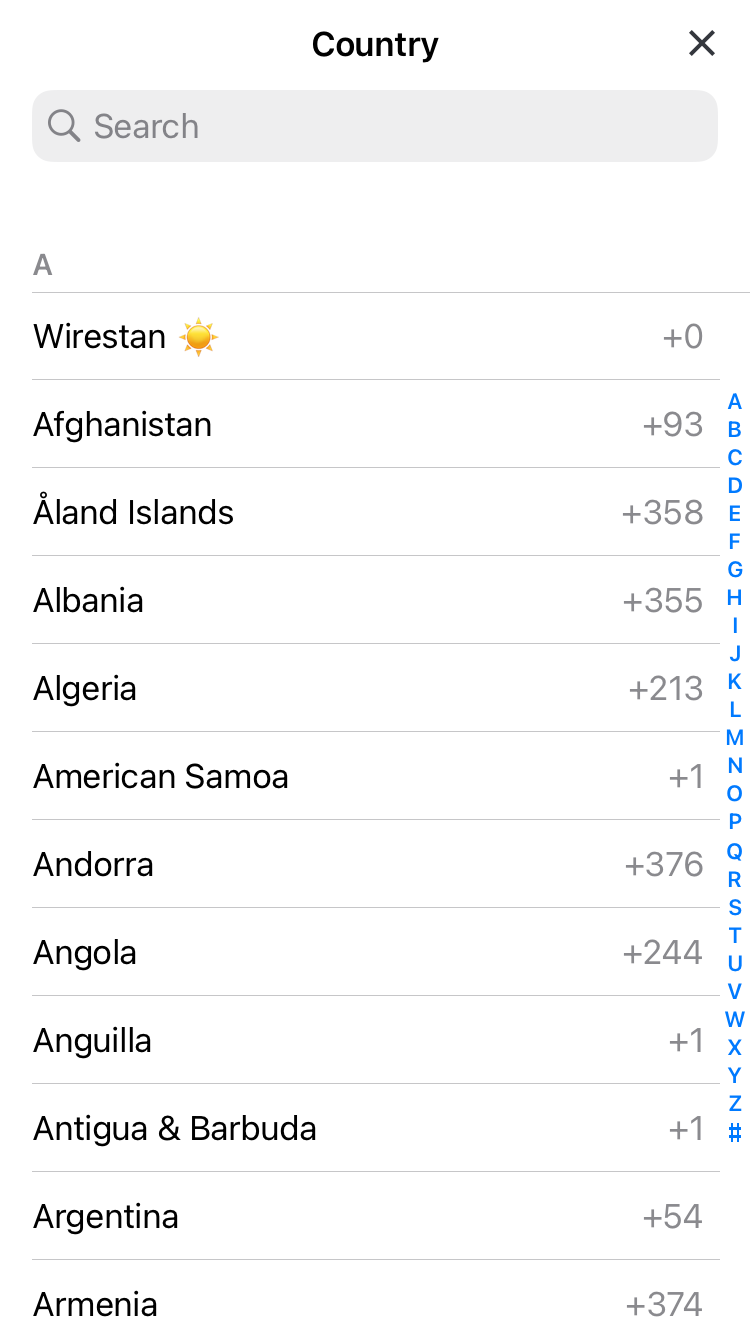 Country
Search
A
Wirestan ☀️ +0
Afghanistan +93
Åland Islands +358
Albania +355
Algeria +213
American Samoa +1
Andorra +376
Angola +244
Anguilla +1
Antigua & Barbuda +1
Argentina +54
Armenia +374
A
B
C
D
E
F
G
H
I
J
K
L
M
N
O
P
Q
R
S
T
U
V
W
X
Y
Z
#